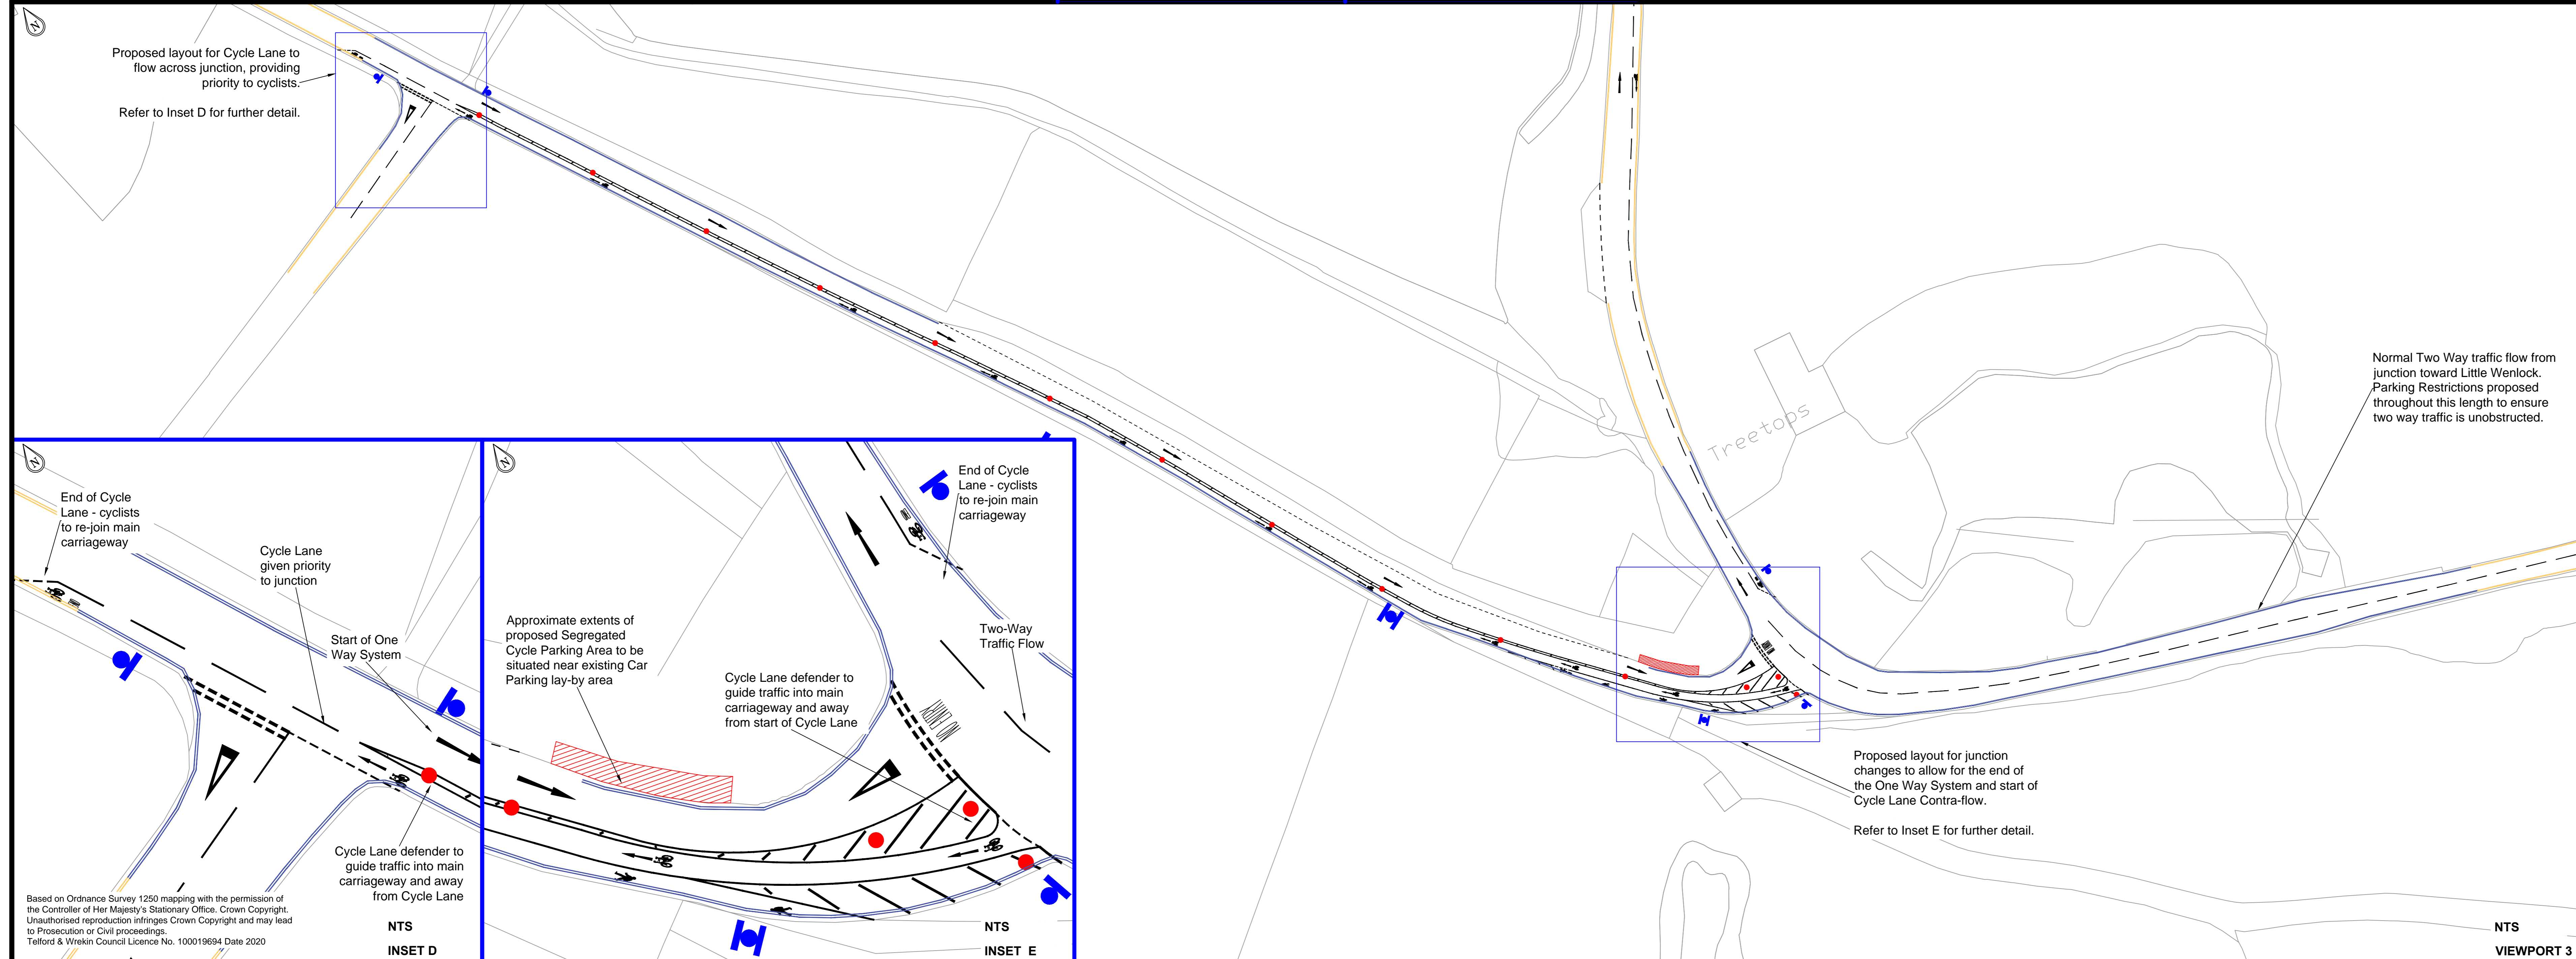 N
Proposed layout for Cycle Lane to
flow across junction, providing
priority to cyclists.
Refer to Inset D for further detail.
Treetops
Normal Two Way traffic flow from
junction toward Little Wenlock.
Parking Restrictions proposed
throughout this length to ensure
two way traffic is unobstructed.
Proposed layout for junction
changes to allow for the end of
the One Way System and start of
Cycle Lane Contra-flow.
Refer to Inset E for further detail.
NTS
VIEWPORT 3
N
End of Cycle
Lane - cyclists
to re-join main
carriageway
Cycle Lane
given priority
to junction
Start of One
Way System
Cycle Lane defender to
guide traffic into main
carriageway and away
from Cycle Lane
Based on Ordnance Survey 1250 mapping with the permission of
the Controller of Her Majesty's Stationary Office. Crown Copyright.
Unauthorised reproduction infringes Crown Copyright and may lead
to Prosecution or Civil proceedings.
Telford & Wrekin Council Licence No. 100019694 Date 2020
NTS
INSET D
N
End of Cycle
Lane - cyclists
to re-join main
carriageway
Approximate extents of
proposed Segregated
Cycle Parking Area to be
situated near existing Car
Parking lay-by area
Cycle Lane defender to
guide traffic into main
carriageway and away
from start of Cycle Lane
Two-Way
Traffic Flow
NTS
INSET E